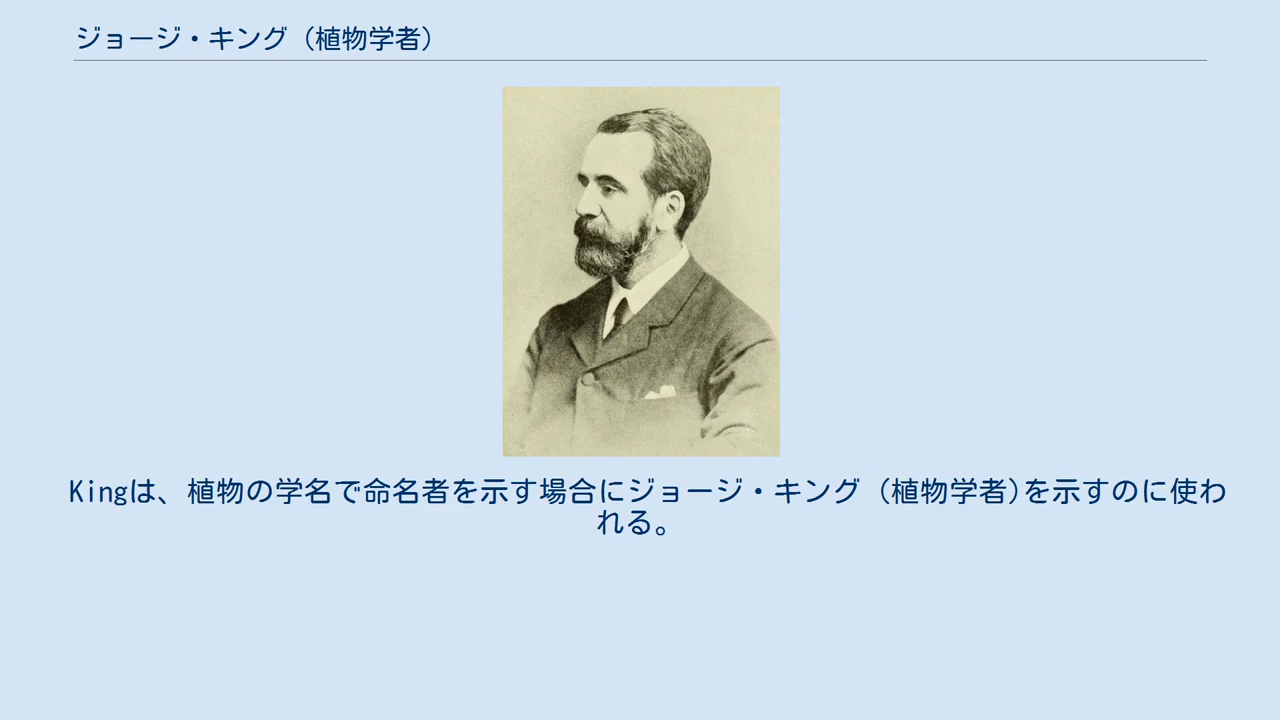 ジョージ・キング (植物学者)
Kingは、植物の学名で命名者を示す場合にジョージ・キング (植物学者)を示すのに使わ
れる。